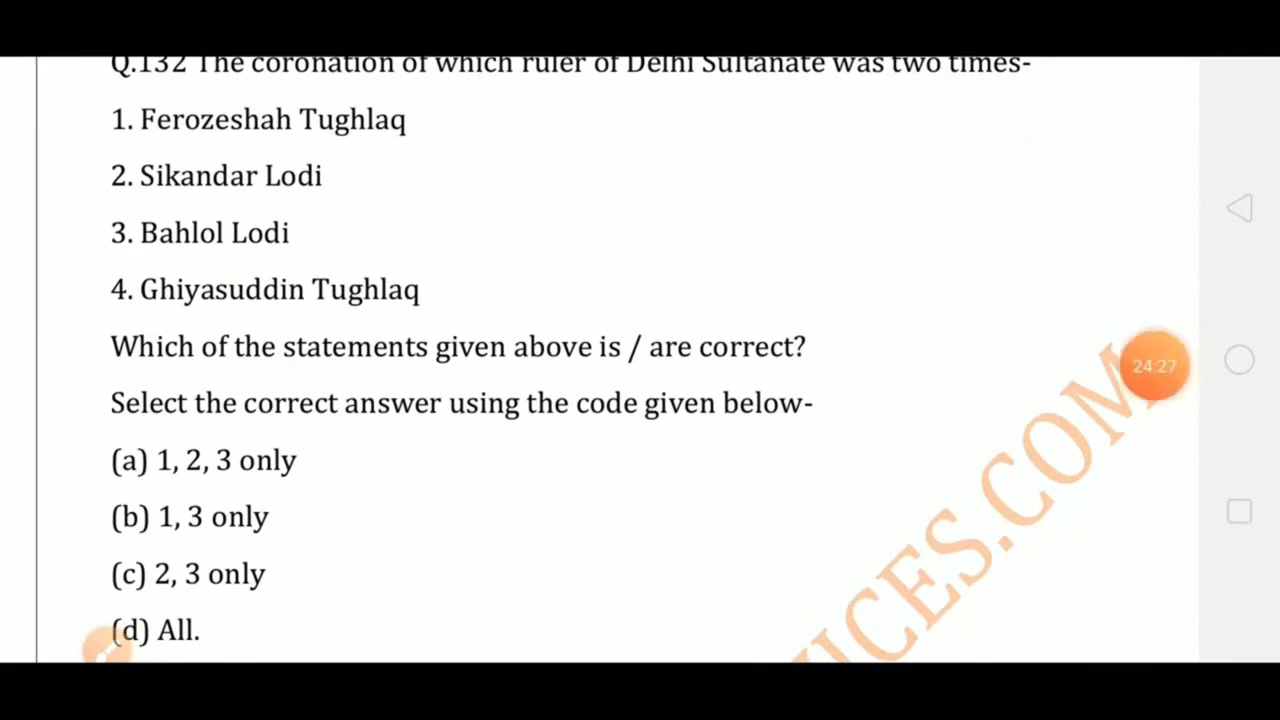 Q.132 The coronation of which ruler of Delhi Sultanate was two times-
1. Ferozeshah Tughlaq
2. Sikandar Lodi
3. Bahlol Lodi
4. Ghiyasuddin Tughlaq
Which of the statements given above is / are correct?
24:27
Select the correct answer using the code given below-
(a) 1, 2, 3 only
(b) 1, 3 only
(c) 2, 3 only
(d) All.
ICES.COM